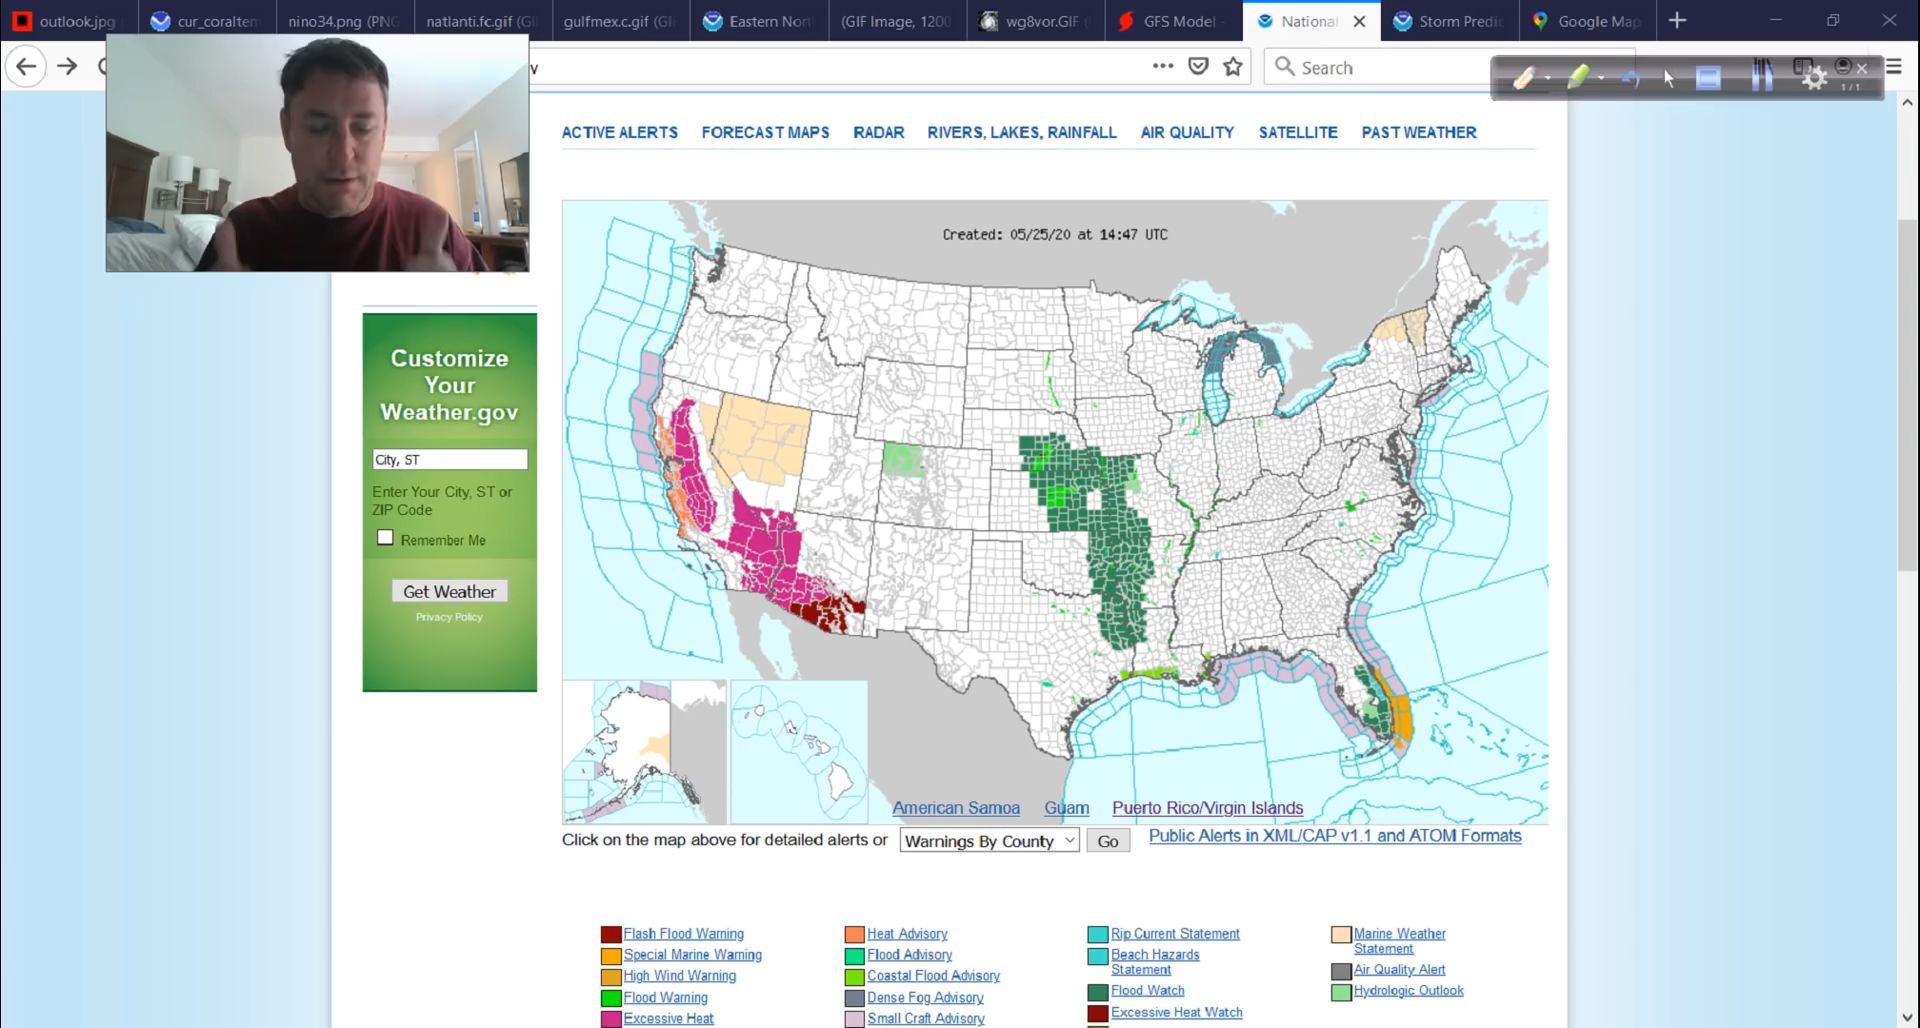 outlook.jpg
cur_coralter
nino34.png (PNG
natlanti.fc.gif (GI
gulfmex.c.gif (GI
Eastern Nor
(GIF Image, 1200
wg8vor.GIF (
GFS Model -
National
Storm Predic
Google Map
v
Search
1/1
ACTIVE ALERTS FORECAST MAPS RADAR RIVERS, LAKES, RAINFALL AIR QUALITY SATELLITE PAST WEATHER
Created: 05/25/20 at 14:47 UTC
Customize
Your
Weather.gov
City, ST
Enter Your City, ST or
ZIP Code
Remember Me
Get Weather
Privacy Policy
American Samoa Guam Puerto Rico/Virgin Islands
Click on the map above for detailed alerts or Warnings By County Go Public Alerts in XML/CAP v1.1 and ATOM Formats
Flash Flood Warning
Special Marine Warning
High Wind Warning
Flood Warning
Excessive Heat
Heat Advisory
Flood Advisory
Coastal Flood Advisory
Dense Fog Advisory
Small Craft Advisory
Rip Current Statement
Beach Hazards
Statement
Flood Watch
Excessive Heat Watch
Marine Weather
Statement
Air Quality Alert
Hydrologic Outlook